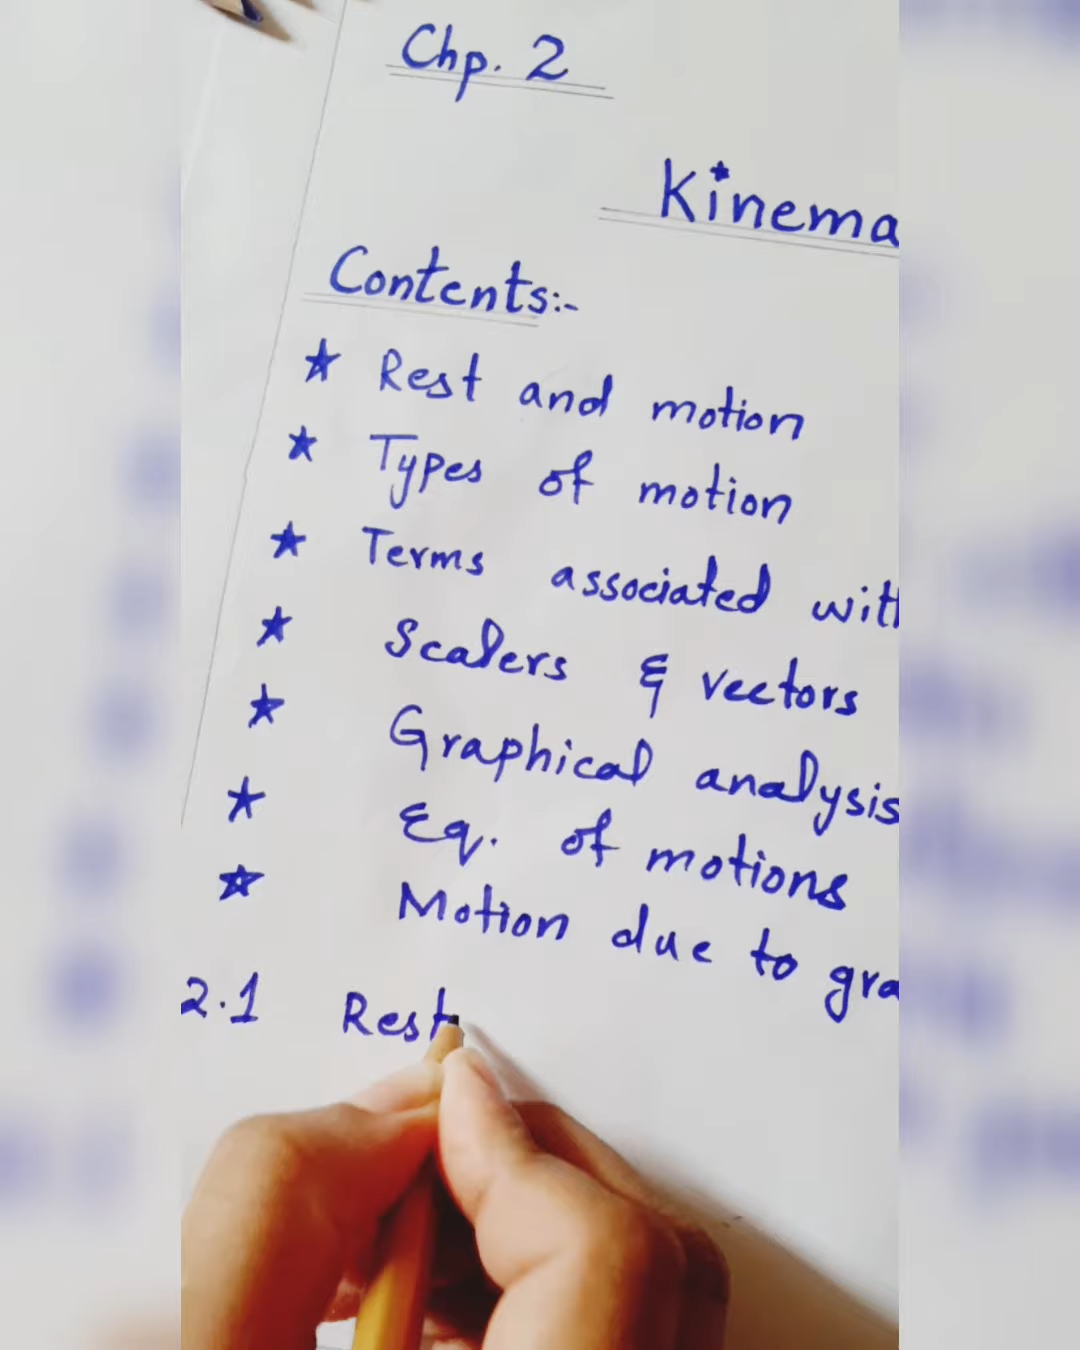 Chp. 2
Kinema
Contents:-
★ Rest and motion
★ Types of motion
★ Terms associated with
★ Scalers & vectors
★ Graphical analysis
★ Eq. of motions
★ Motion due to gra
2.1 Rest